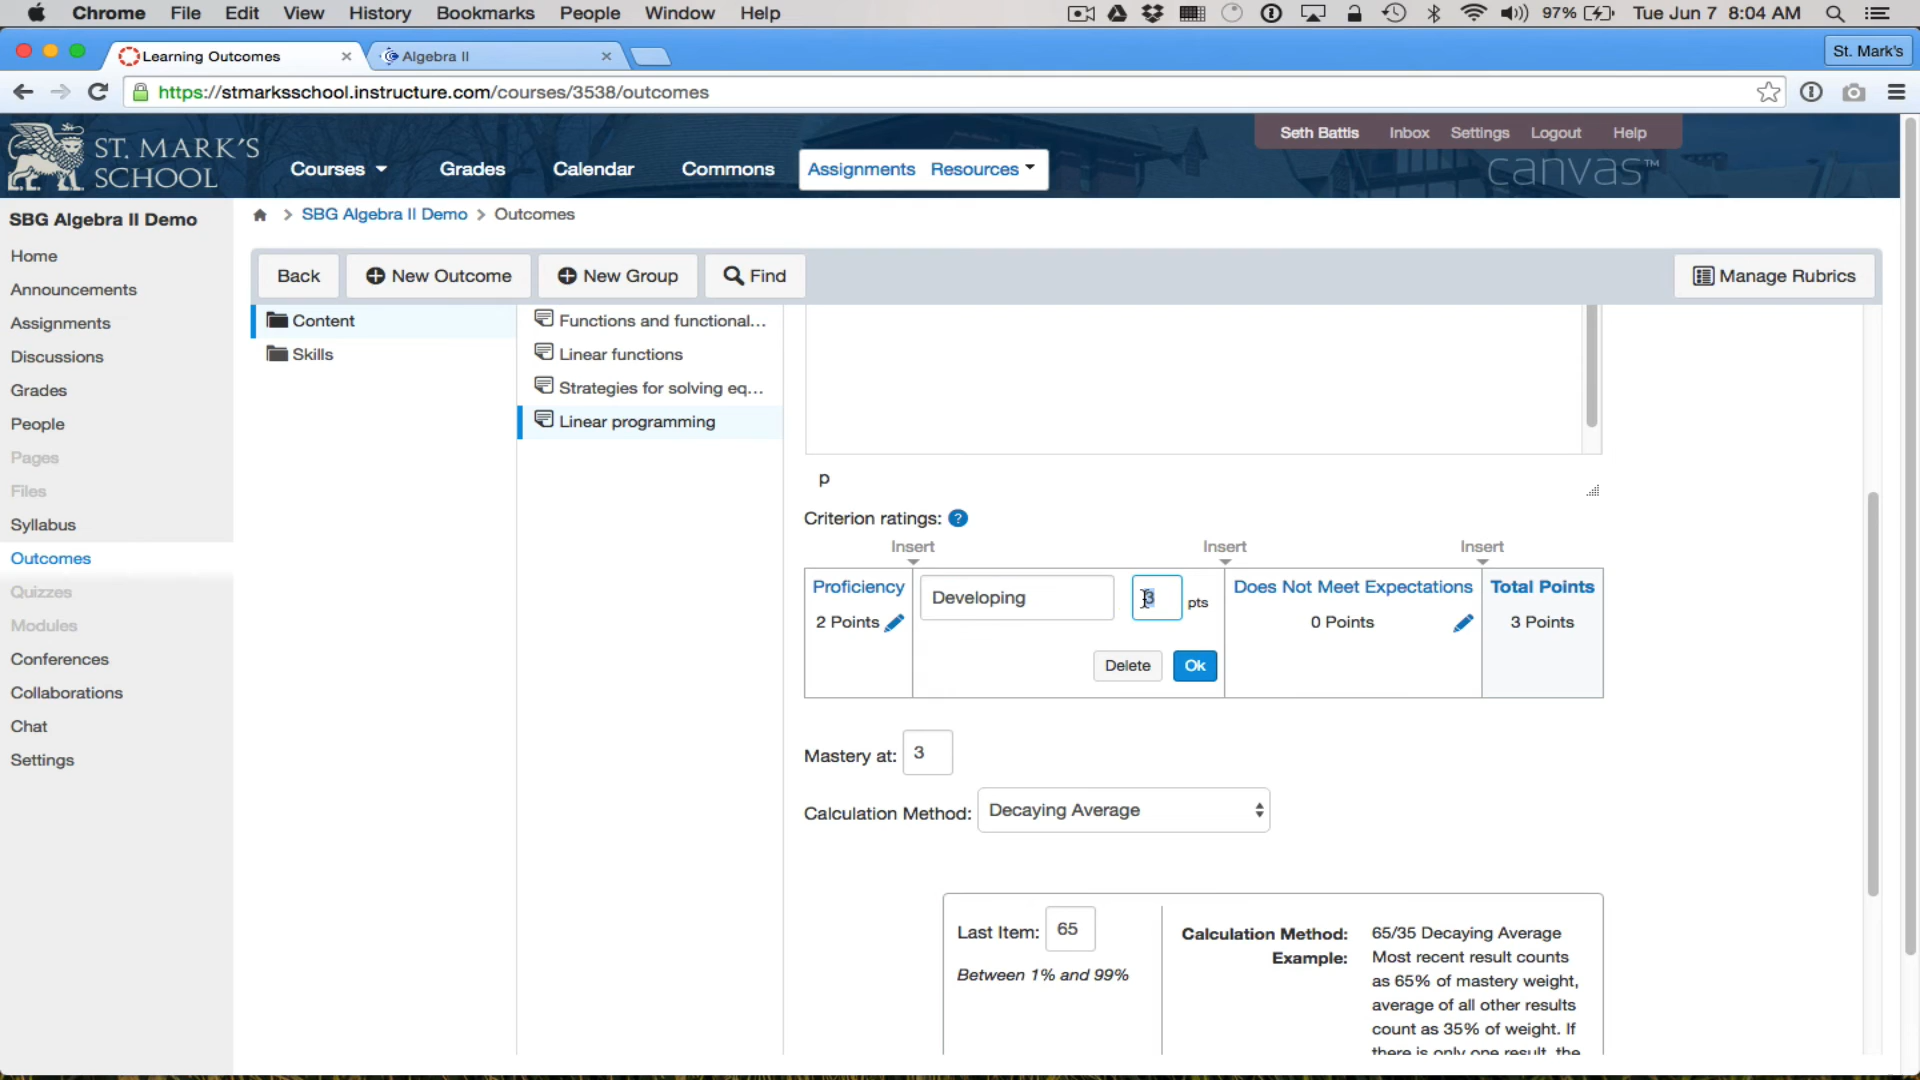 Chrome File Edit View History Bookmarks People Window Help 97% Tue Jun 7 8:04 AM
Learning Outcomes Algebra II St. Mark's
https://stmarksschool.instructure.com/courses/3538/outcomes
ST. MARK'S SCHOOL
Courses Grades Calendar Commons Assignments Resources
Seth Battis Inbox Settings Logout Help
canvas™
SBG Algebra II Demo
Home
Announcements
Assignments
Discussions
Grades
People
Pages
Files
Syllabus
Outcomes
Quizzes
Modules
Conferences
Collaborations
Chat
Settings
> SBG Algebra II Demo > Outcomes
Back New Outcome New Group Find Manage Rubrics
Content
Skills
Functions and functional...
Linear functions
Strategies for solving eq...
Linear programming
p
Criterion ratings: ?
Insert Insert Insert
Proficiency
2 Points
Developing 3 pts
Delete Ok
Does Not Meet Expectations
0 Points
Total Points
3 Points
Mastery at: 3
Calculation Method: Decaying Average
Last Item: 65
Between 1% and 99%
Calculation Method: 65/35 Decaying Average
Example: Most recent result counts
as 65% of mastery weight,
average of all other results
count as 35% of weight. If
there is only one result, the